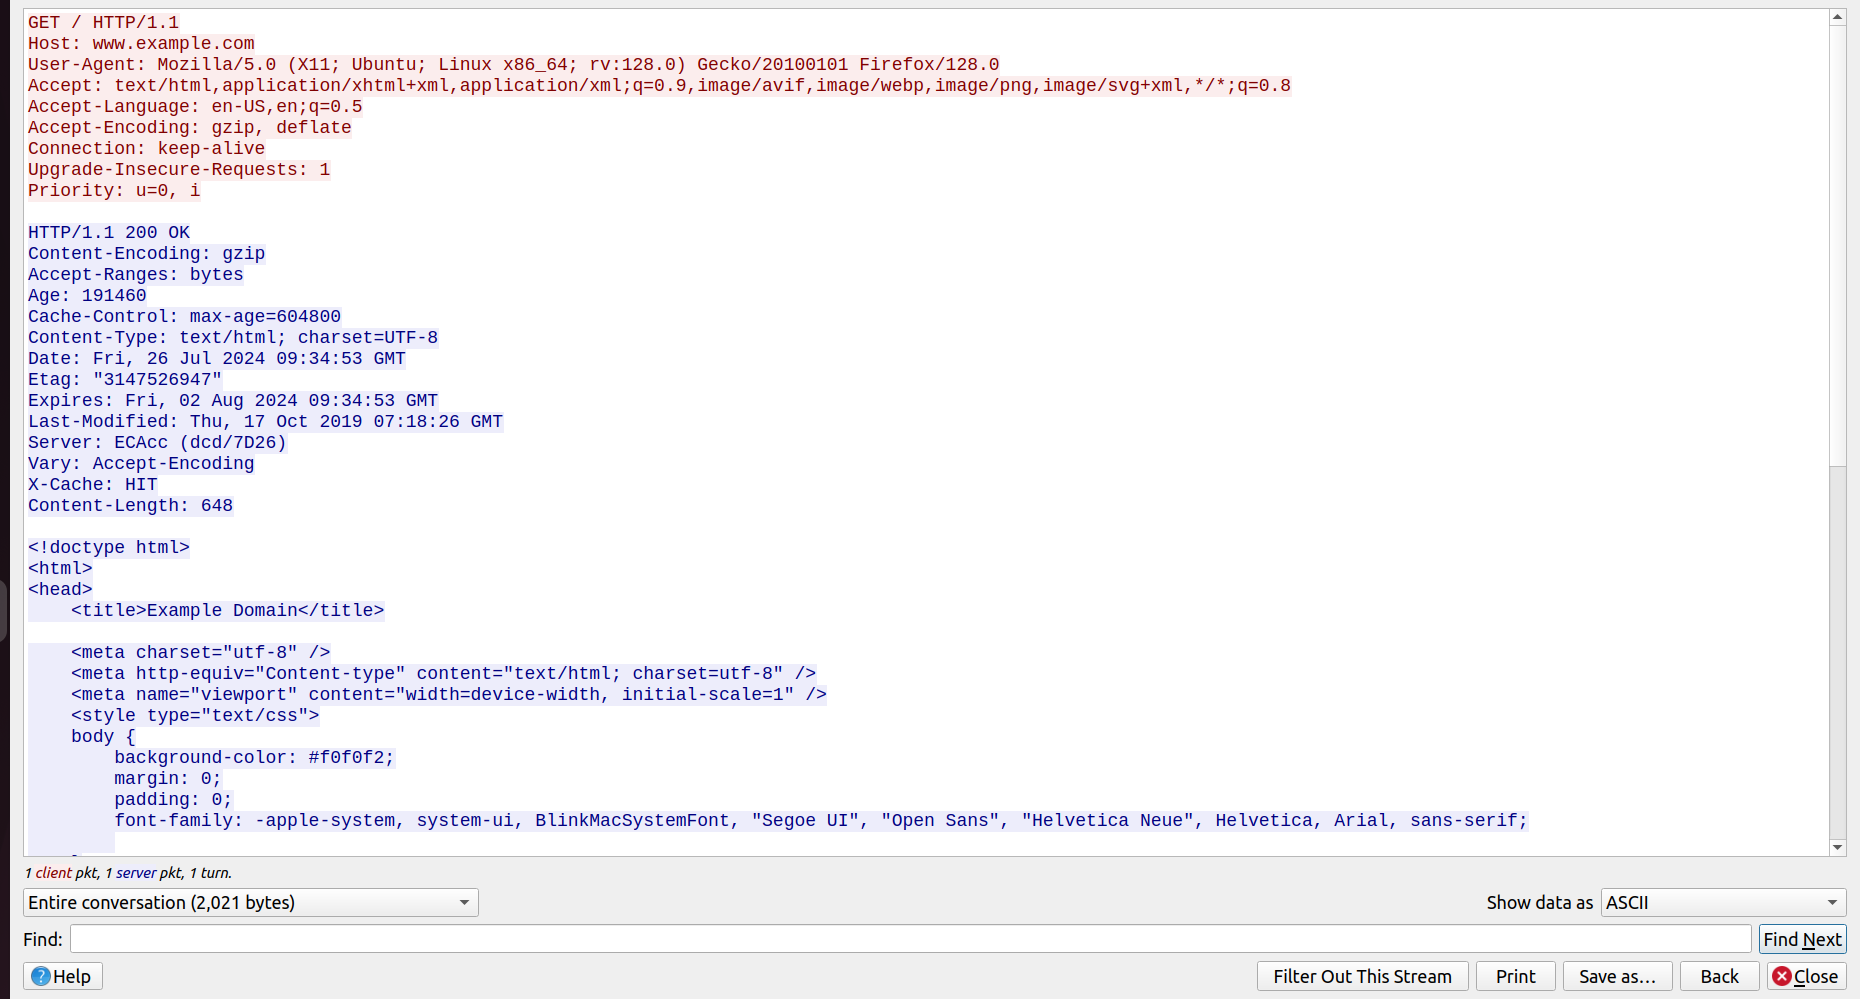 GET / HTTP/1.1
Host: www.example.com
User-Agent: Mozilla/5.0 (X11; Ubuntu; Linux x86_64; rv:128.0) Gecko/20100101 Firefox/128.0
Accept: text/html,application/xhtml+xml,application/xml;q=0.9,image/avif,image/webp,image/png,image/svg+xml,*/*;q=0.8
Accept-Language: en-US,en;q=0.5
Accept-Encoding: gzip, deflate
Connection: keep-alive
Upgrade-Insecure-Requests: 1
Priority: u=0, i

HTTP/1.1 200 OK
Content-Encoding: gzip
Accept-Ranges: bytes
Age: 191460
Cache-Control: max-age=604800
Content-Type: text/html; charset=UTF-8
Date: Fri, 26 Jul 2024 09:34:53 GMT
Etag: "3147526947"
Expires: Fri, 02 Aug 2024 09:34:53 GMT
Last-Modified: Thu, 17 Oct 2019 07:18:26 GMT
Server: ECAcc (dcd/7D26)
Vary: Accept-Encoding
X-Cache: HIT
Content-Length: 648

<!doctype html>
<html>
<head>
    <title>Example Domain</title>

    <meta charset="utf-8" />
    <meta http-equiv="Content-type" content="text/html; charset=utf-8" />
    <meta name="viewport" content="width=device-width, initial-scale=1" />
    <style type="text/css">
    body {
        background-color: #f0f0f2;
        margin: 0;
        padding: 0;
        font-family: -apple-system, system-ui, BlinkMacSystemFont, "Segoe UI", "Open Sans", "Helvetica Neue", Helvetica, Arial, sans-serif;

1 client pkt, 1 server pkt, 1 turn.
Entire conversation (2,021 bytes)
Show data as ASCII
Find:
Find Next
Help
Filter Out This Stream
Print
Save as…
Back
Close